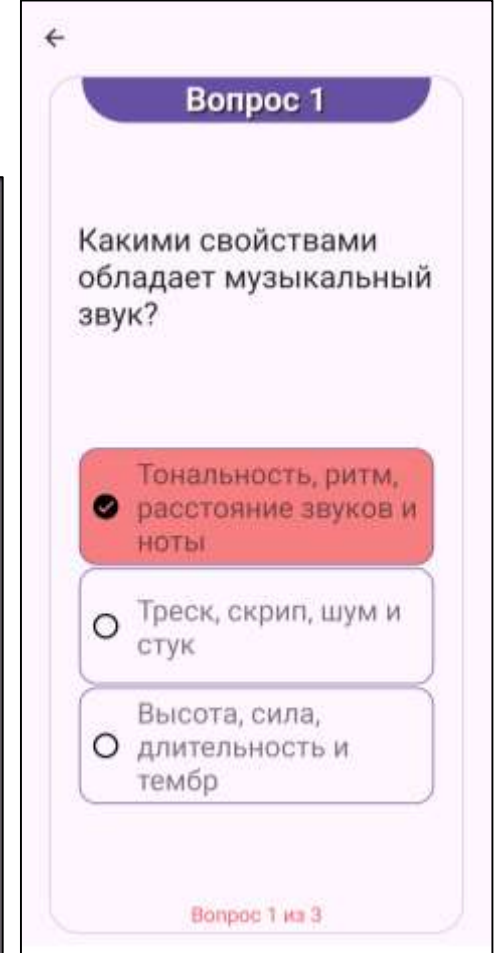 Вопрос 1
Какими свойствами
обладает музыкальный
звук?
Тональность, ритм,
расстояние звуков и
ноты
Треск, скрип, шум и
стук
Высота, сила,
длительность и
тембр
Вопрос 1 из 3